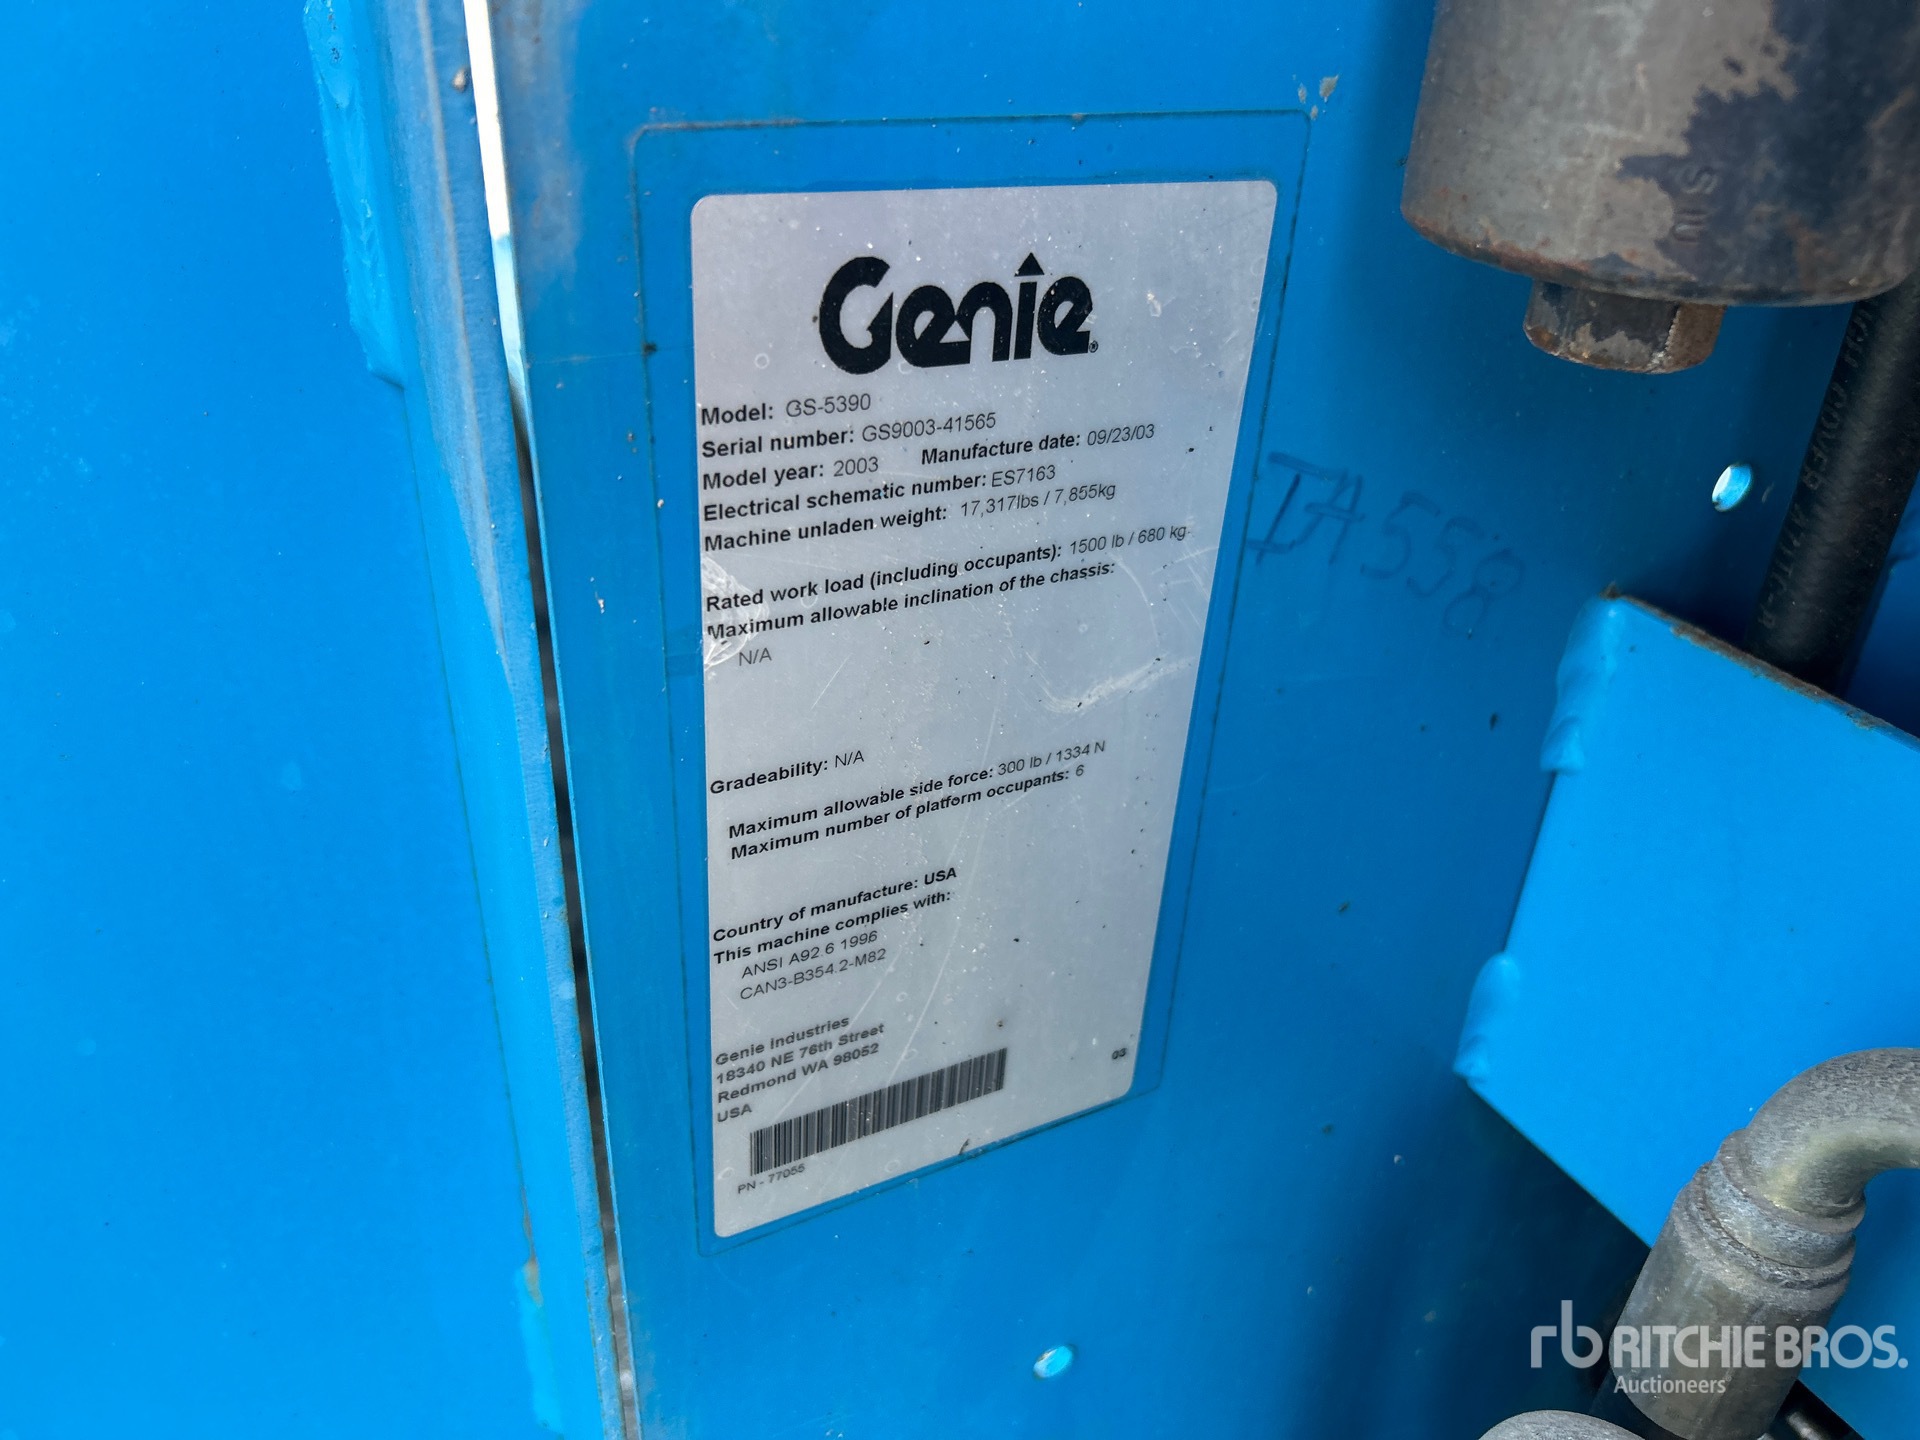 Genie®
Model: GS-5390
Serial number: GS9003-41565
Model year: 2003 Manufacture date: 09/23/03
Electrical schematic number: ES7163
Machine unladen weight: 17,317lbs / 7,855kg
Rated work load (including occupants): 1500 lb / 680 kg
Maximum allowable inclination of the chassis:
N/A
Gradeability: N/A
Maximum allowable side force: 300 lb / 1334 N
Maximum number of platform occupants: 6
Country of manufacture: USA
This machine complies with:
ANSI A92.6 1996
CAN3-B354.2-M82
Genie Industries
18340 NE 76th Street
Redmond WA 98052
USA
03
PN - 77055
IA558
rb RITCHIE BROS.
Auctioneers